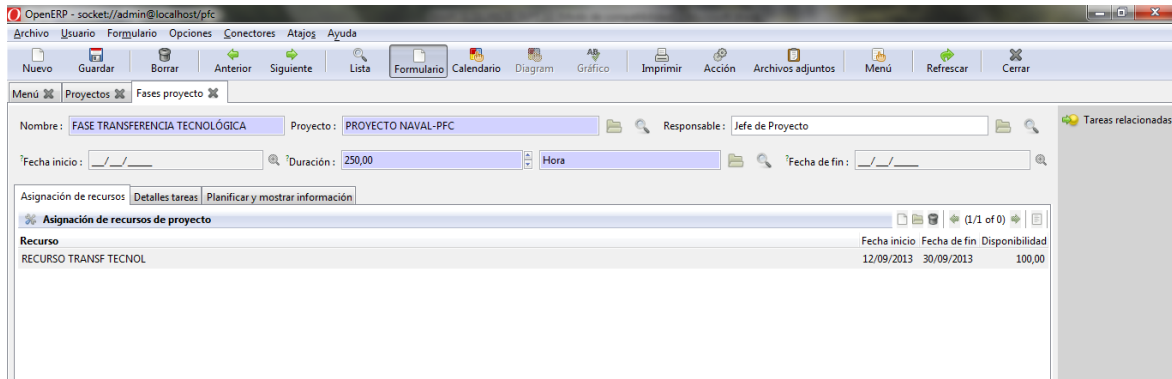 OpenERP - socket://admin@localhost/pfc
Archivo Usuario Formulario Opciones Conectores Atajos Ayuda
Nuevo Guardar Borrar Anterior Siguiente Lista Formulario Calendario Diagram Gráfico Imprimir Acción Archivos adjuntos Menú Refrescar Cerrar
Menú Proyectos Fases proyecto
Nombre : FASE TRANSFERENCIA TECNOLÓGICA Proyecto : PROYECTO NAVAL-PFC Responsable : Jefe de Proyecto
Tareas relacionadas
?Fecha inicio : __/__/____ ?Duración : 250,00 Hora ?Fecha de fin : __/__/____
Asignación de recursos Detalles tareas Planificar y mostrar información
Asignación de recursos de proyecto (1/1 of 0)
Recurso Fecha inicio Fecha de fin Disponibilidad
RECURSO TRANSF TECNOL 12/09/2013 30/09/2013 100,00